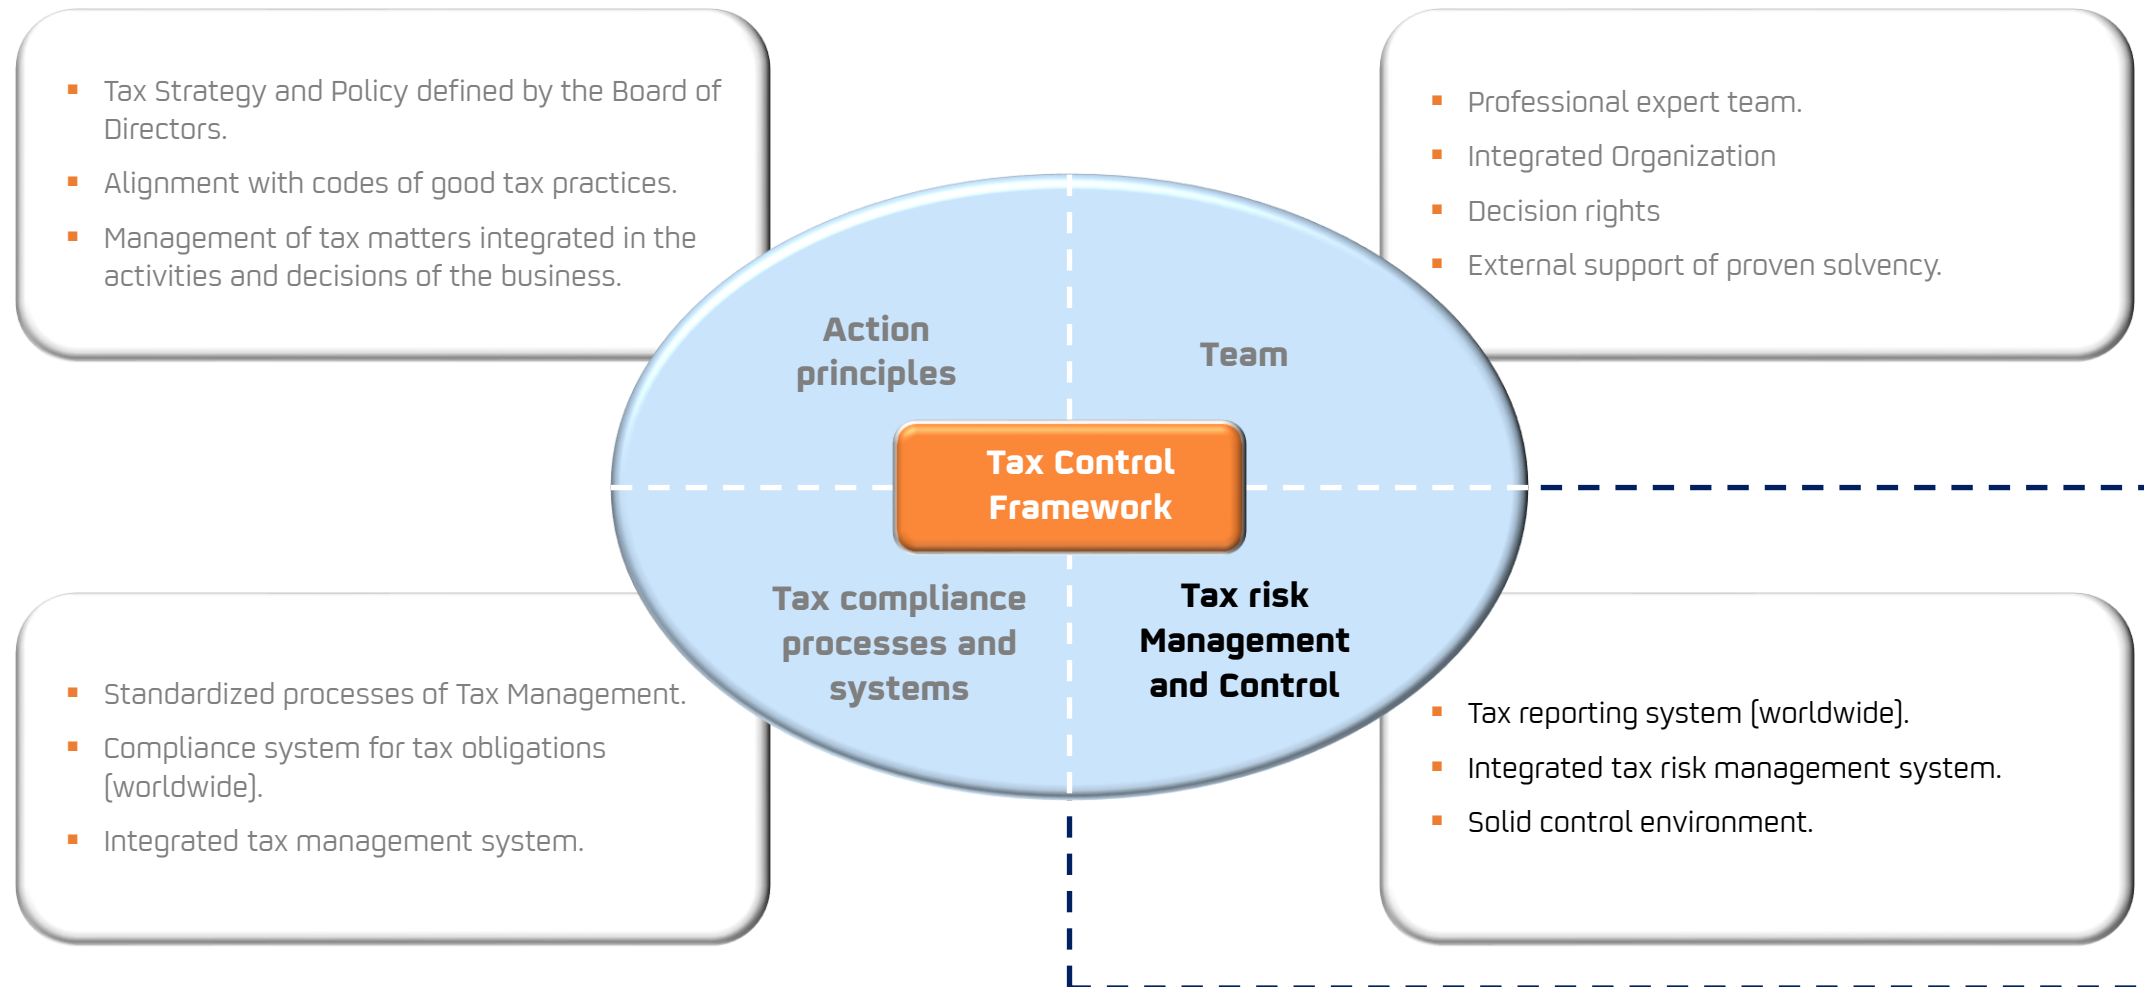 Tax Strategy and Policy defined by the Board of
Directors.
Alignment with codes of good tax practices.
Management of tax matters integrated in the
activities and decisions of the business.
Professional expert team.
Integrated Organization
Decision rights
External support of proven solvency.
Action
principles
Team
Tax Control
Framework
Tax compliance
processes and
systems
Tax risk
Management
and Control
Standardized processes of Tax Management.
Compliance system for tax obligations
(worldwide).
Integrated tax management system.
Tax reporting system (worldwide).
Integrated tax risk management system.
Solid control environment.